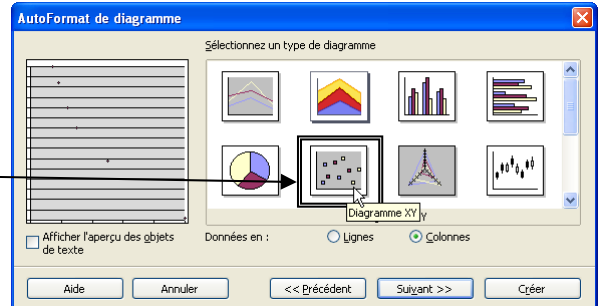 AutoFormat de diagramme
Sélectionnez un type de diagramme
Diagramme XY
Y
Afficher l'aperçu des objets
de texte
Données en :
Lignes
Colonnes
Aide
Annuler
<< Précédent
Suivant >>
Créer